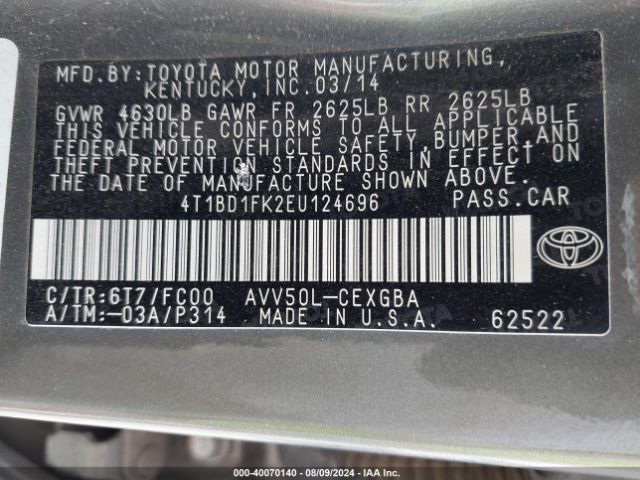 MFD.BY:TOYOTA MOTOR MANUFACTURING,
KENTUCKY,INC.03/14
GVWR 4630LB GAWR FR 2625LB RR 2625LB
THIS VEHICLE CONFORMS TO ALL APPLICABLE
FEDERAL MOTOR VEHICLE SAFETY,BUMPER,AND
THEFT PREVENTION STANDARDS IN EFFECT ON
THE DATE OF MANUFACTURE SHOWN ABOVE.
4T1BD1FK2EU124696 PASS.CAR
C/TR:6T7/FC00 AVV50L-CEXGBA
A/TM:-03A/P314 MADE IN U.S.A. 62522
000-40070140 - 08/09/2024 - IAA Inc.